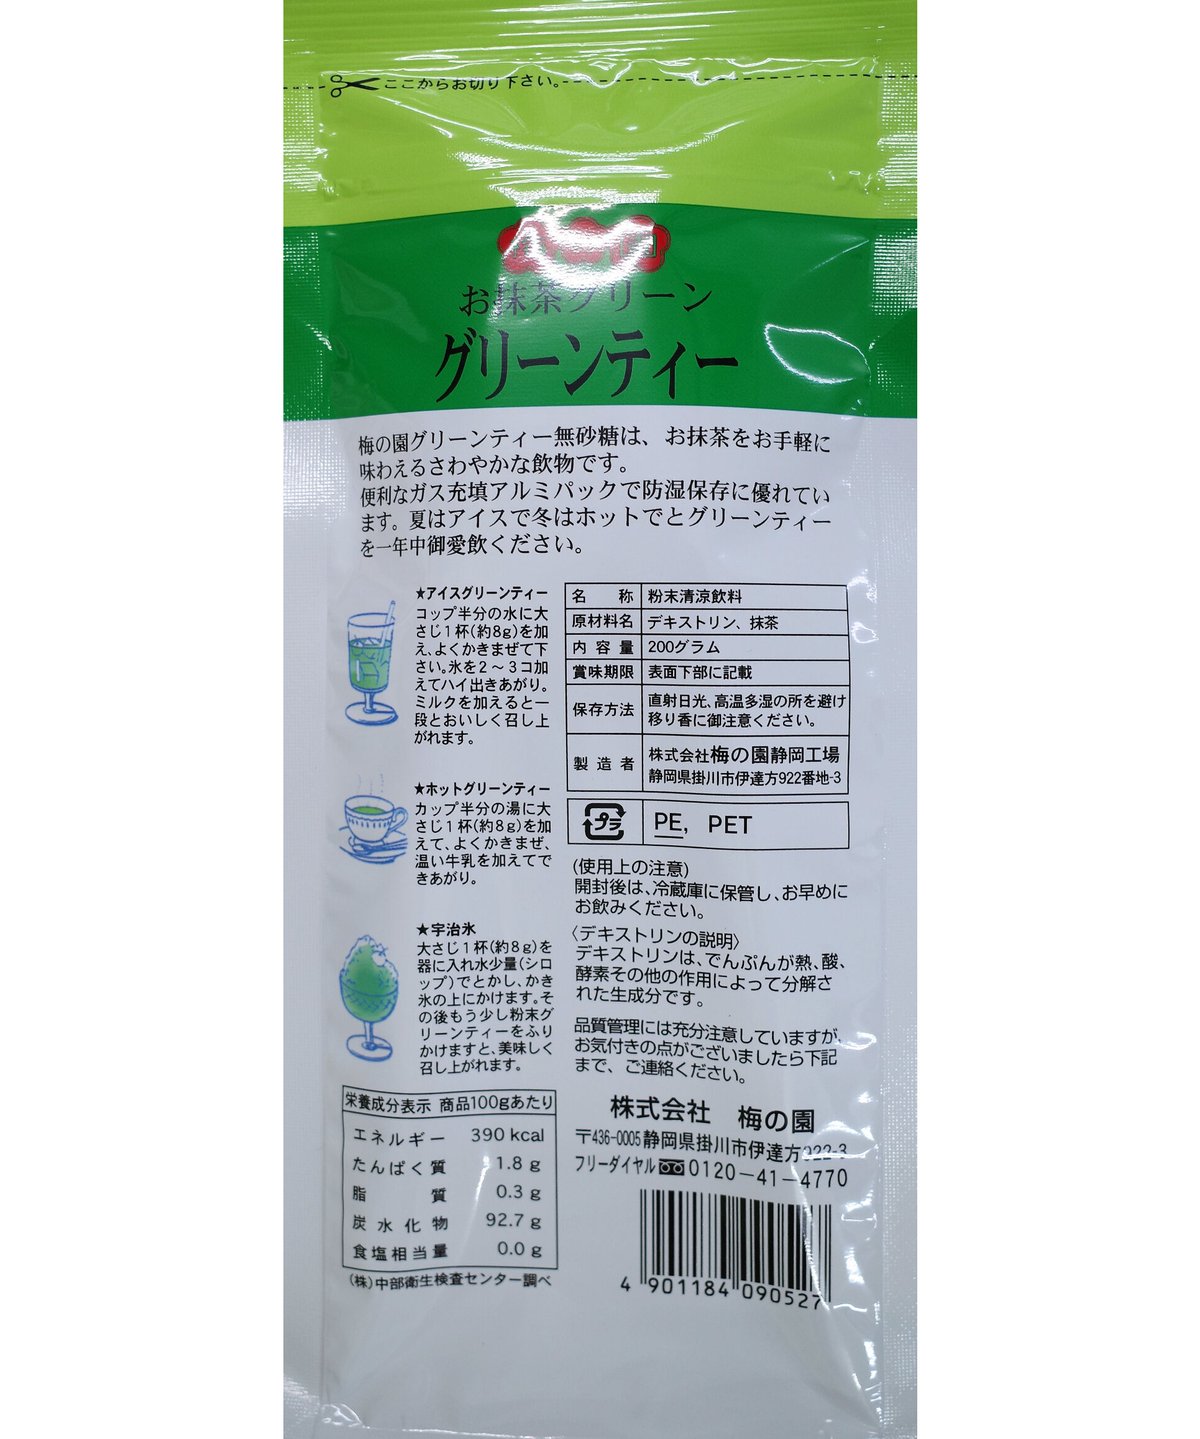 ここからお切り下さい。
お抹茶グリーン
グリーンティー
梅の園グリーンティー無砂糖は、お抹茶をお手軽に
味わえるさわやかな飲物です。
便利なガス充填アルミパックで防湿保存に優れてい
ます。夏はアイスで冬はホットでとグリーンティー
を一年中御愛飲ください。
★アイスグリーンティー
コップ半分の水に大
さじ1杯(約8g)を加
え、よくかきまぜて下
さい。氷を2～3コ加
えてハイ出きあがり。
ミルクを加えると一
段とおいしく召し上
がれます。
★ホットグリーンティー
カップ半分の湯に大
さじ1杯(約8g)を加
えて、よくかきまぜ、
温い牛乳を加えてで
きあがり。
★宇治氷
大さじ1杯(約8g)を
器に入れ水少量(シロ
ップ)でとかし、かき
氷の上にかけます。そ
の後もう少し粉末グ
リーンティーをふり
かけますと、美味しく
召し上がれます。
栄養成分表示 商品100gあたり
エネルギー 390 kcal
たんぱく質 1.8 g
脂質 0.3 g
炭水化物 92.7 g
食塩相当量 0.0 g
(株)中部衛生検査センター調べ
名称 粉末清涼飲料
原材料名 デキストリン、抹茶
内容量 200グラム
賞味期限 表面下部に記載
保存方法 直射日光、高温多湿の所を避け
移り香に御注意ください。
製造者 株式会社梅の園静岡工場
静岡県掛川市伊達方922番地-3
プラ PE, PET
(使用上の注意)
開封後は、冷蔵庫に保管し、お早めに
お飲みください。
〈デキストリンの説明〉
デキストリンは、でんぷんが熱、酸、
酵素その他の作用によって分解さ
れた生成分です。
品質管理には充分注意していますが、
お気付きの点がございましたら下記
まで、ご連絡ください。
株式会社 梅の園
〒436-0005静岡県掛川市伊達方922-3
フリーダイヤル 0120-41-4770
4 901184 090527